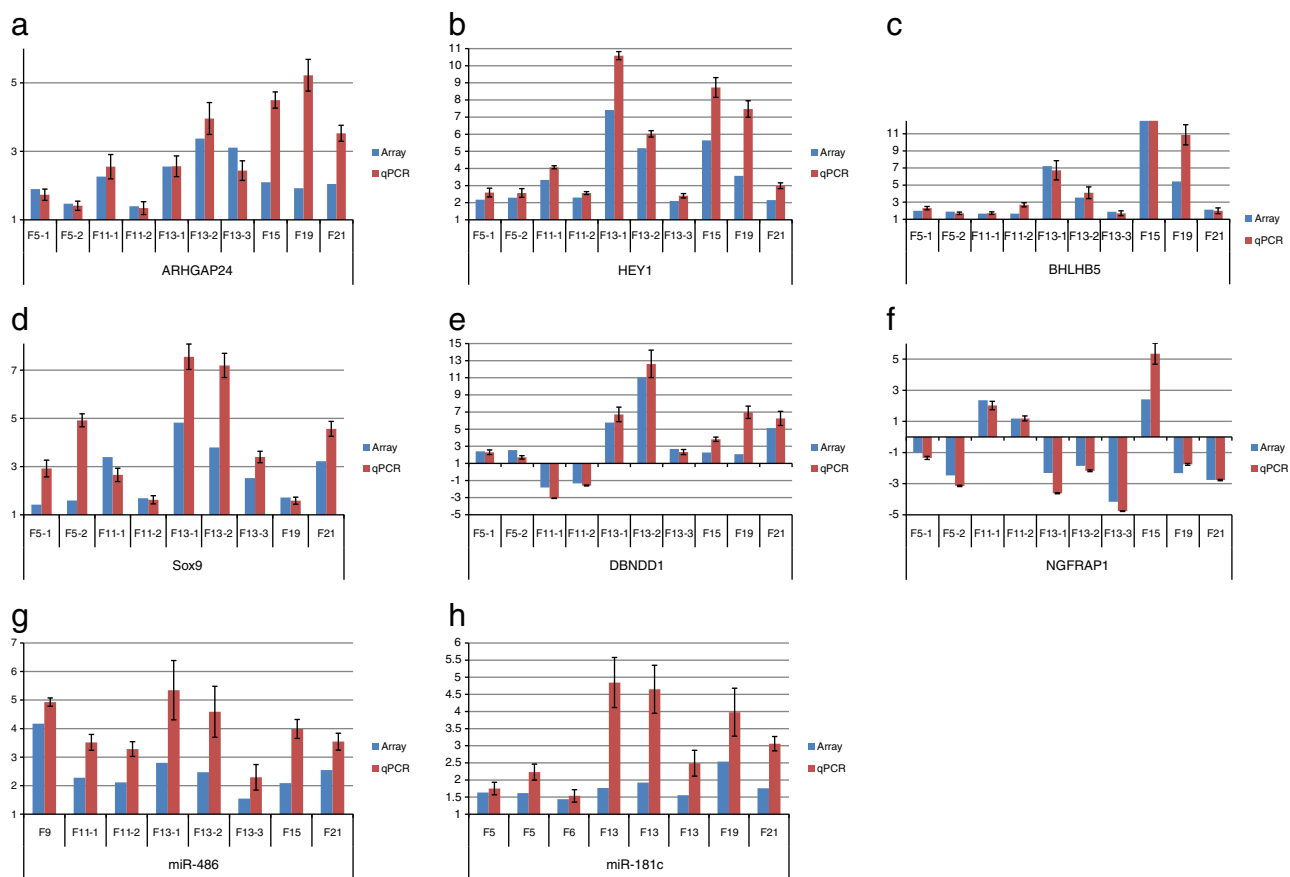 a
5
3
1
F5-1 F5-2 F11-1 F11-2 F13-1 F13-2 F13-3 F15 F19 F21
ARHGAP24
Array
qPCR
b
11
10
9
8
7
6
5
4
3
2
1
F5-1 F5-2 F11-1 F11-2 F13-1 F13-2 F13-3 F15 F19 F21
HEY1
Array
qPCR
c
11
9
7
5
3
1
F5-1 F5-2 F11-1 F11-2 F13-1 F13-2 F13-3 F15 F19 F21
BHLHB5
Array
qPCR
d
7
5
3
1
F5-1 F5-2 F11-1 F11-2 F13-1 F13-2 F13-3 F19 F21
Sox9
Array
qPCR
e
15
13
11
9
7
5
3
1
-1
-3
-5
F5-1 F5-2 F11-1 F11-2 F13-1 F13-2 F13-3 F15 F19 F21
DBNDD1
Array
qPCR
f
5
3
1
-1
-3
-5
F5-1 F5-2 F11-1 F11-2 F13-1 F13-2 F13-3 F15 F19 F21
NGFRAP1
Array
qPCR
g
7
6
5
4
3
2
1
F9 F11-1 F11-2 F13-1 F13-2 F13-3 F15 F21
miR-486
Array
qPCR
h
6
5.5
5
4.5
4
3.5
3
2.5
2
1.5
1
F5 F5 F6 F13 F13 F13 F19 F21
miR-181c
Array
qPCR